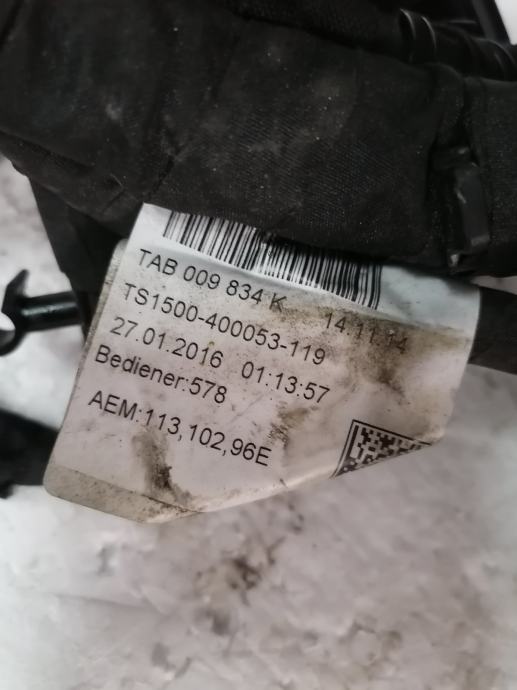 TAB 009 834 K 14.11.14
TS1500-400053-119
27.01.2016 01:13:57
Bediener:578
AEM:113,102,96E